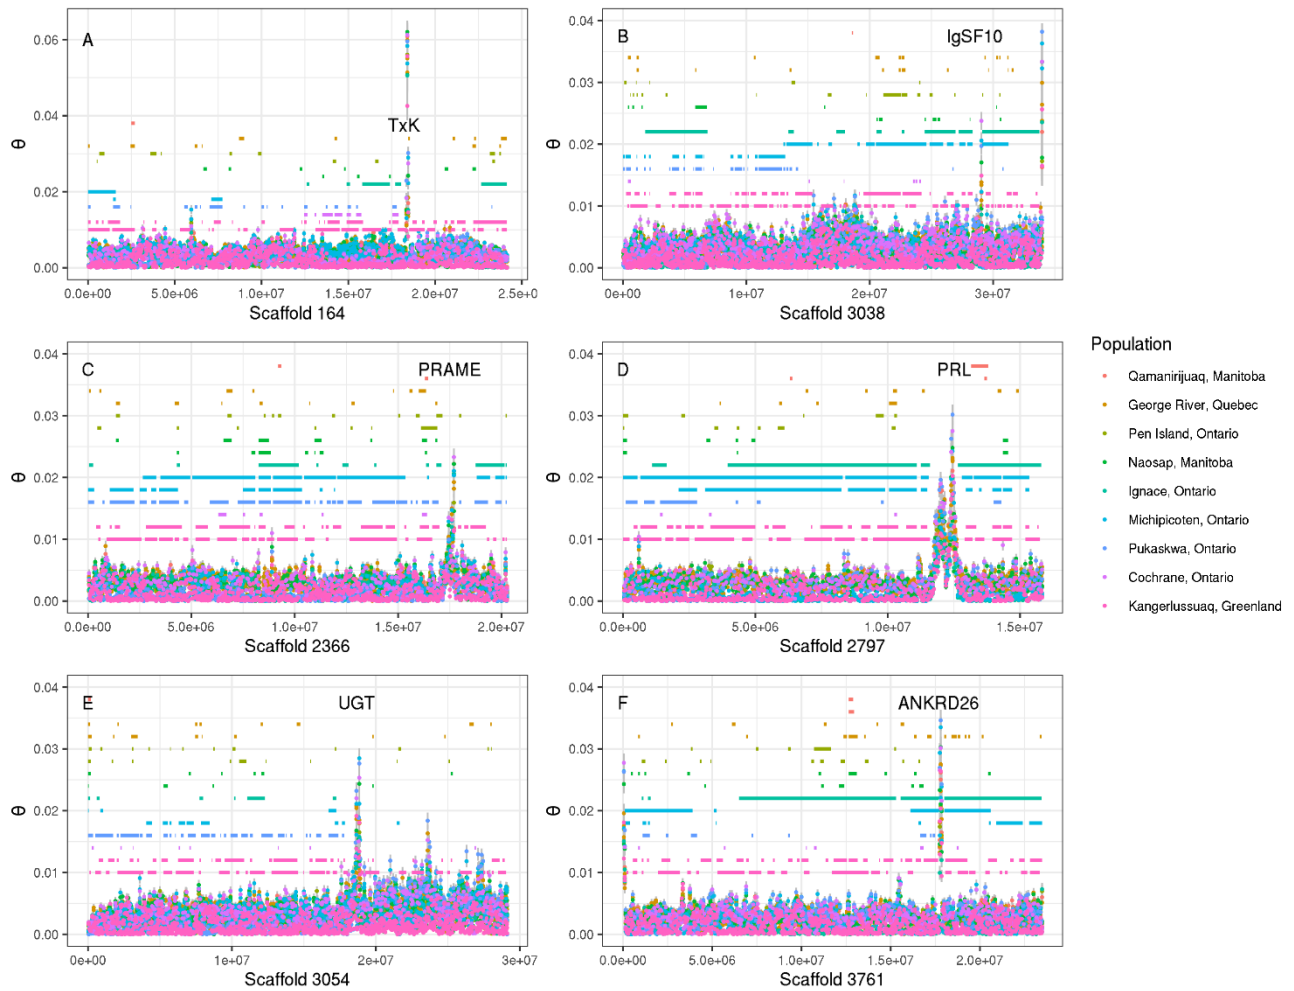 A
TxK
θ
0.06
0.04
0.02
0.00
0.0e+00 5.0e+06 1.0e+07 1.5e+07 2.0e+07 2.5e+0
Scaffold 164
B
IgSF10
θ
0.04
0.03
0.02
0.01
0.00
0e+00 1e+07 2e+07 3e+07
Scaffold 3038
C
PRAME
θ
0.04
0.03
0.02
0.01
0.00
0.0e+00 5.0e+06 1.0e+07 1.5e+07 2.0e+07
Scaffold 2366
D
PRL
θ
0.04
0.03
0.02
0.01
0.00
0.0e+00 5.0e+06 1.0e+07 1.5e+07
Scaffold 2797
E
UGT
θ
0.04
0.03
0.02
0.01
0.00
0e+00 1e+07 2e+07 3e+07
Scaffold 3054
F
ANKRD26
θ
0.04
0.03
0.02
0.01
0.00
0.0e+00 5.0e+06 1.0e+07 1.5e+07 2.0e+07
Scaffold 3761
Population
Qamanirijuaq, Manitoba
George River, Quebec
Pen Island, Ontario
Naosap, Manitoba
Ignace, Ontario
Michipicoten, Ontario
Pukaskwa, Ontario
Cochrane, Ontario
Kangerlussuaq, Greenland